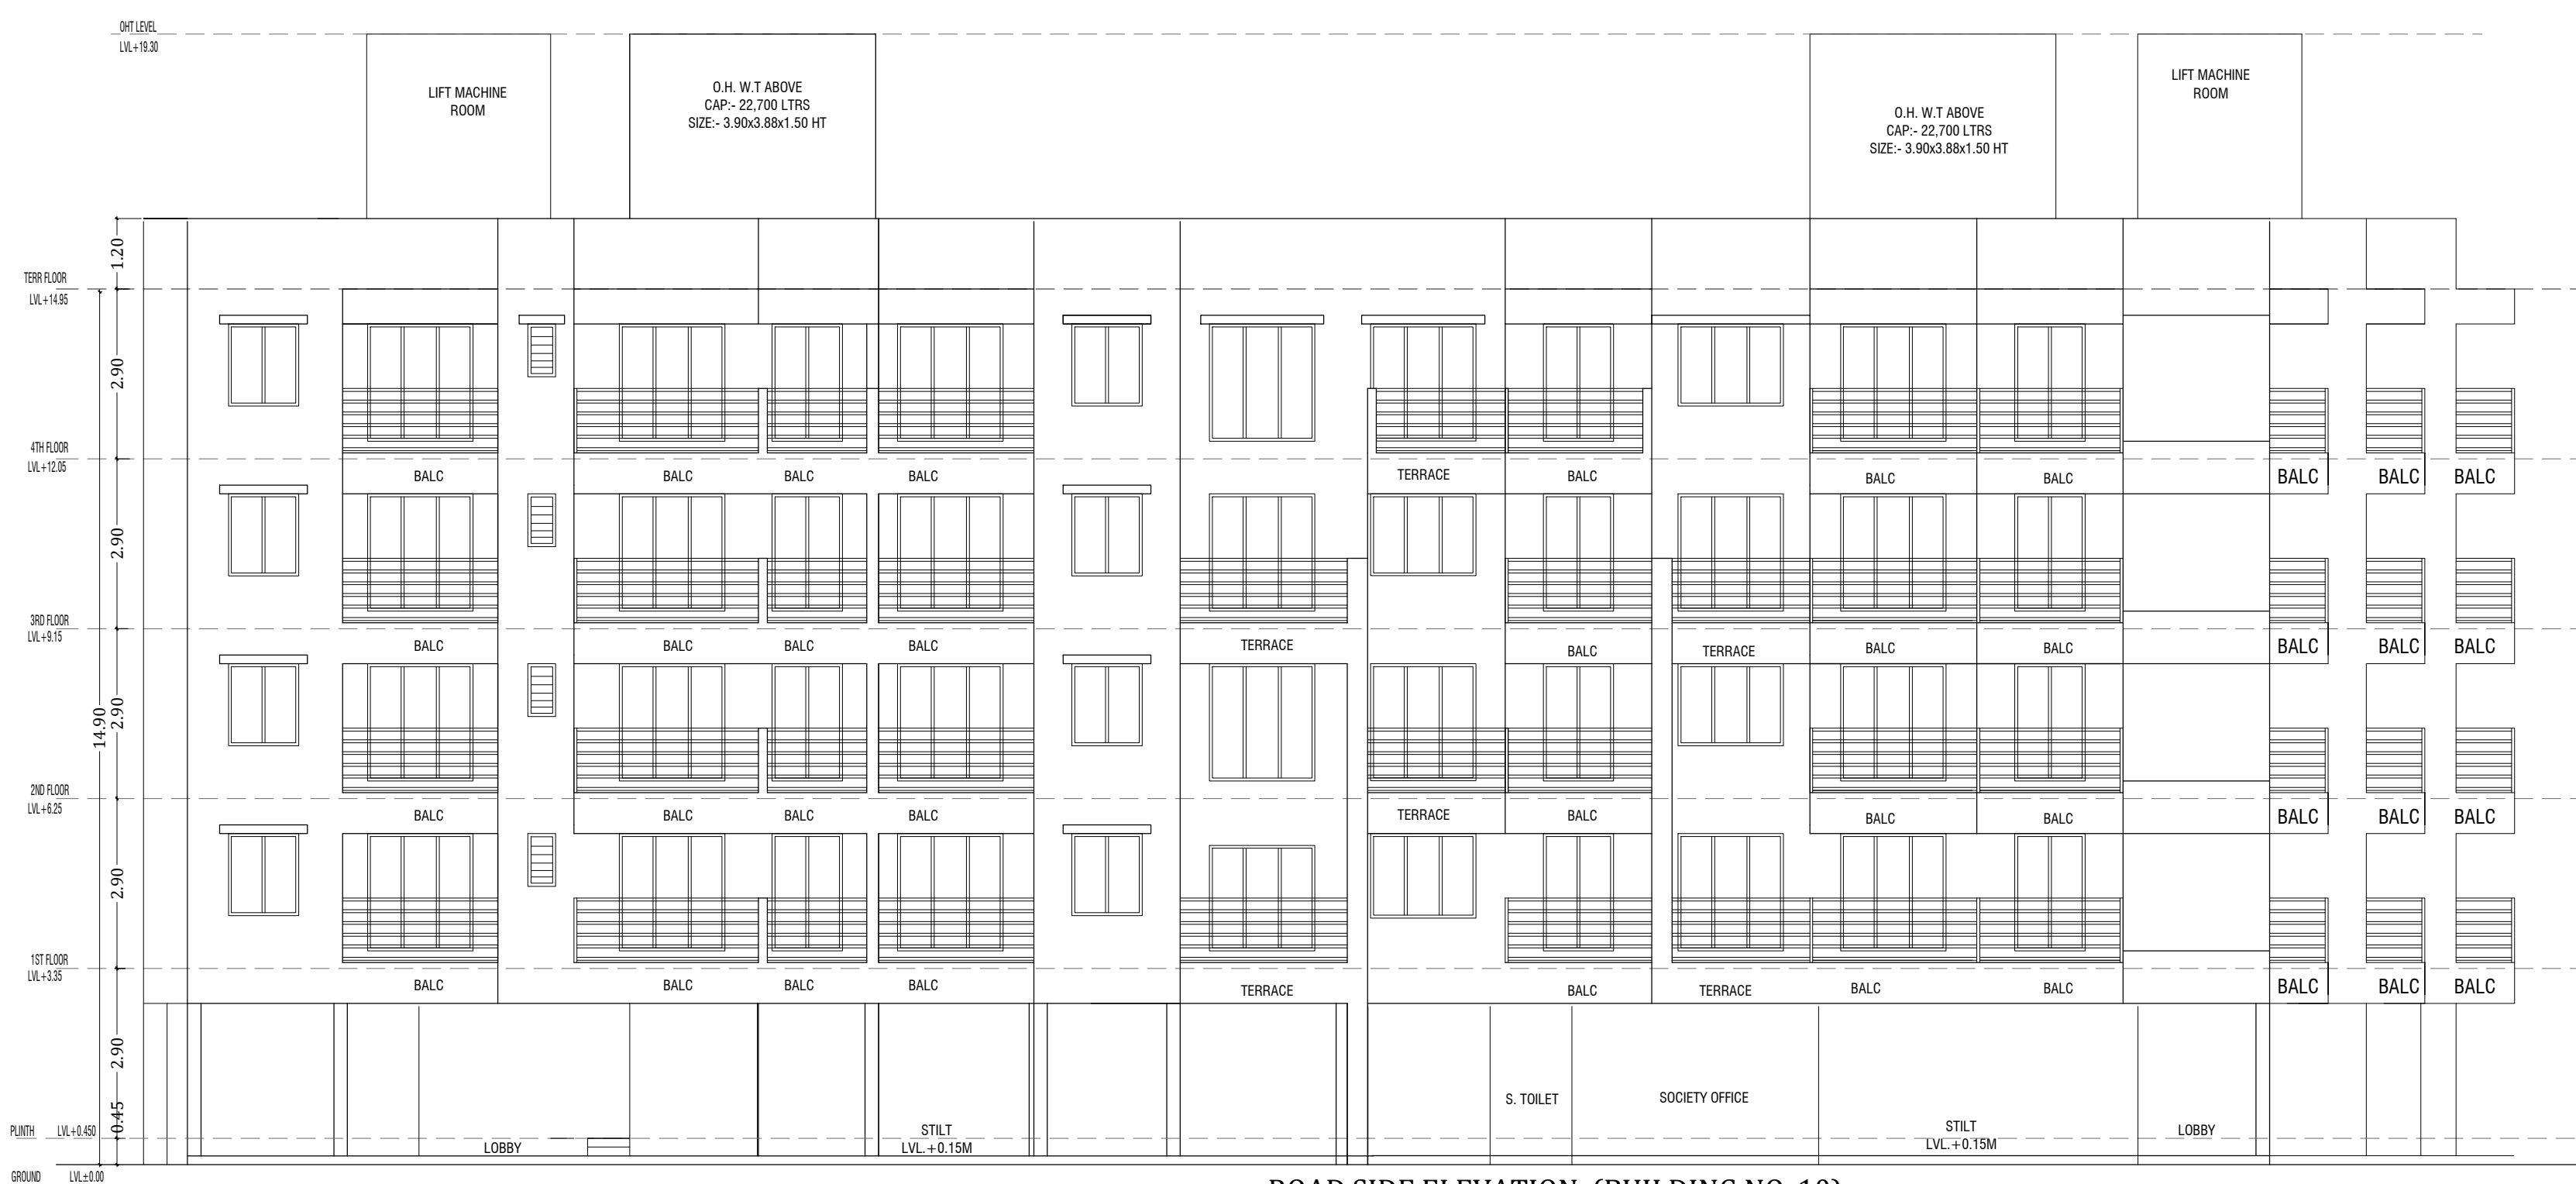 OHT LEVEL
LVL+19.30
LIFT MACHINE
ROOM
O.H. W.T ABOVE
CAP:- 22,700 LTRS
SIZE:- 3.90x3.88x1.50 HT
O.H. W.T ABOVE
CAP:- 22,700 LTRS
SIZE:- 3.90x3.88x1.50 HT
LIFT MACHINE
ROOM
1.20
TERR FLOOR
LVL+14.95
2.90
4TH FLOOR
LVL+12.05
BALC BALC BALC BALC TERRACE BALC BALC BALC BALC BALC BALC
2.90
3RD FLOOR
LVL+9.15
BALC BALC BALC BALC TERRACE BALC TERRACE BALC BALC BALC BALC BALC
14.90
2.90
2ND FLOOR
LVL+6.25
BALC BALC BALC BALC TERRACE BALC BALC BALC BALC BALC BALC
2.90
1ST FLOOR
LVL+3.35
BALC BALC BALC BALC TERRACE BALC TERRACE BALC BALC BALC BALC BALC
2.90
0.45
S. TOILET
SOCIETY OFFICE
PLINTH LVL+0.450
LOBBY
STILT
LVL.+0.15M
STILT
LVL.+0.15M
LOBBY
GROUND LVL±0.00
ROAD SIDE ELEVATION (BUILDING NO. 10)